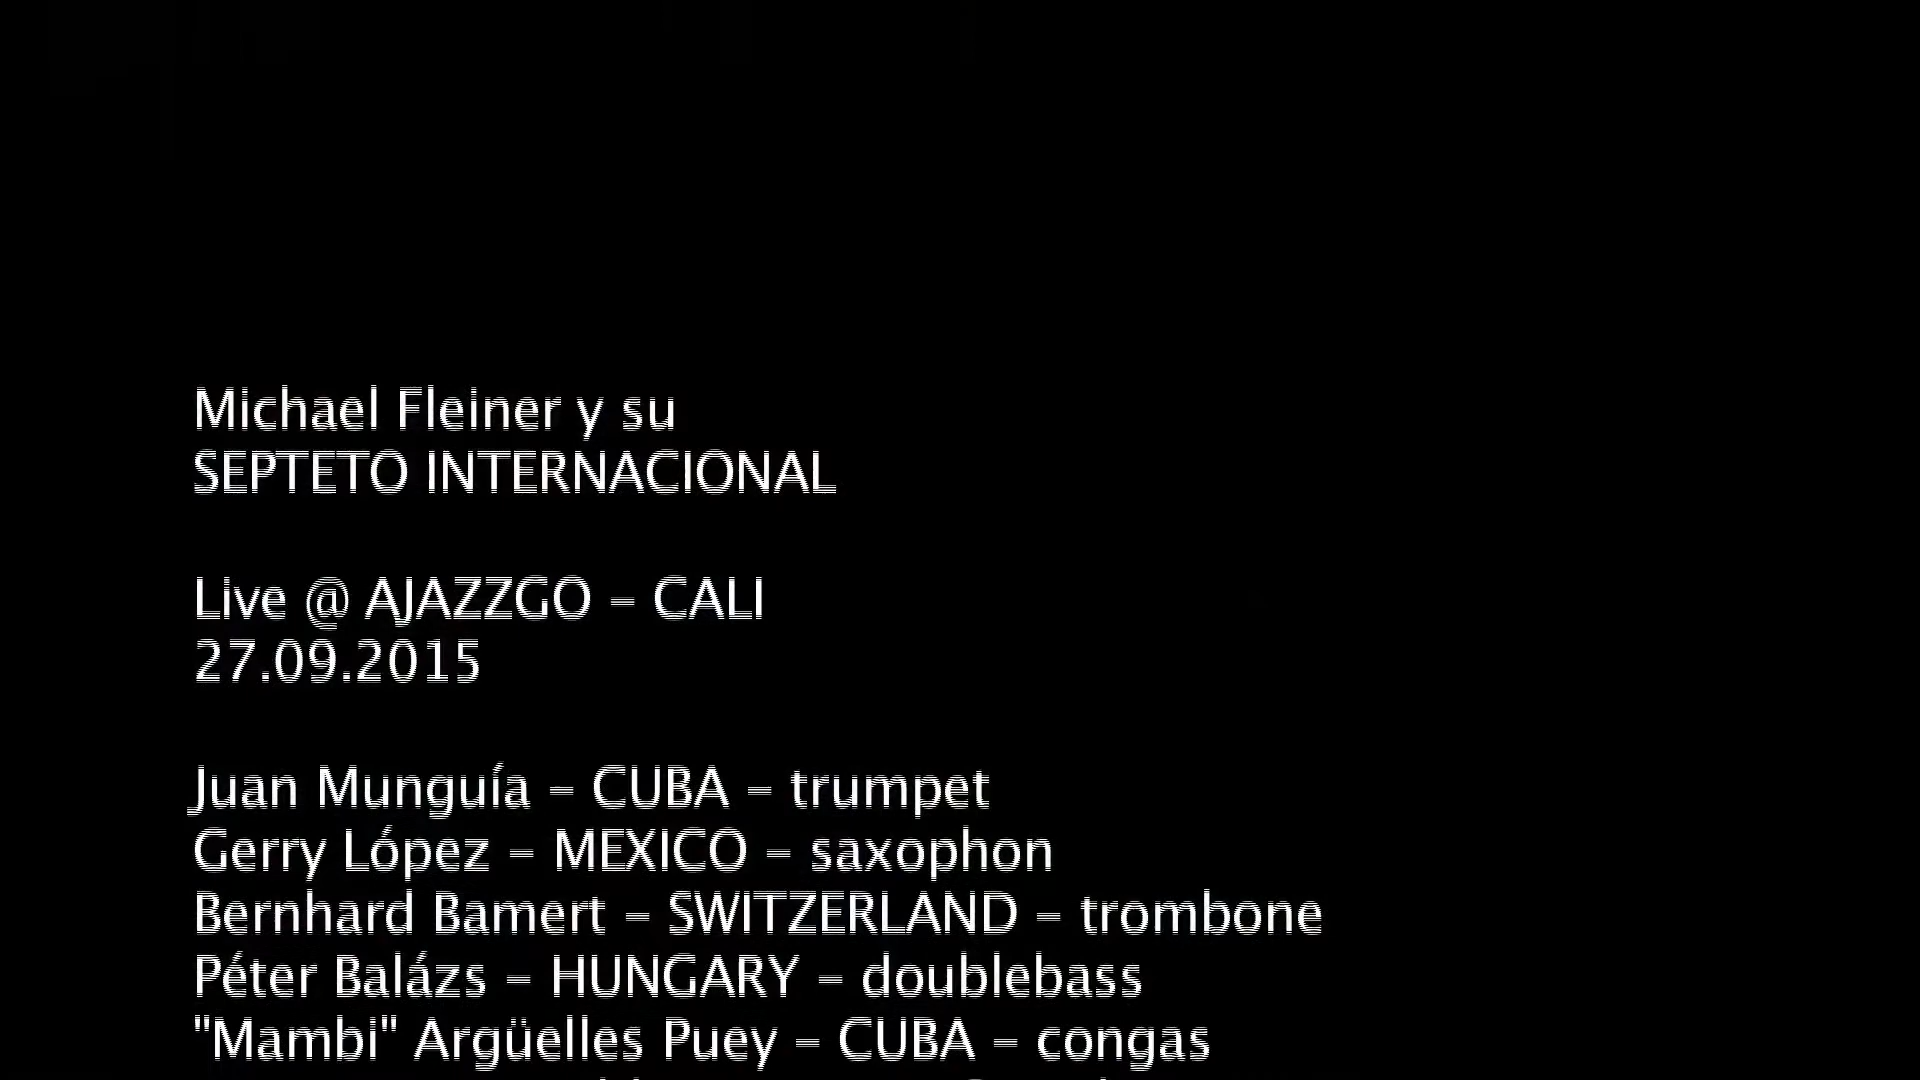 Michael Fleiner y su
SEPTETO INTERNACIONAL
Live @ AJAZZGO – CALI
27.09.2015
Juan Munguía – CUBA – trumpet
Gerry López – MEXICO – saxophon
Bernhard Bamert – SWITZERLAND – trombone
Péter Balázs – HUNGARY – doublebass
"Mambi" Argüelles Puey – CUBA – congas